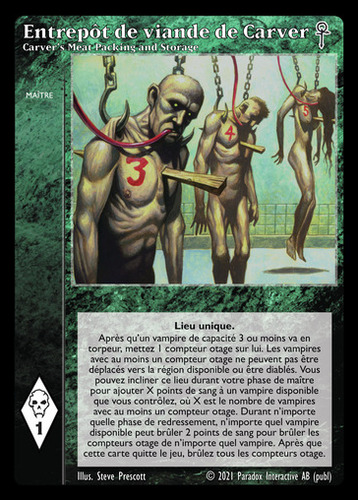 Entrepôt de viande de Carver
Carver's Meat Packing and Storage
MAÎTRE
3
4
5
Lieu unique.
Après qu'un vampire de capacité 3 ou moins va en
torpeur, mettez 1 compteur otage sur lui. Les vampires
avec au moins un compteur otage ne peuvent pas être
déplacés vers la région disponible ou être diablés. Vous
pouvez incliner ce lieu durant votre phase de maître
pour ajouter X points de sang à un vampire disponible
que vous contrôlez, où X est le nombre de vampires
avec au moins un compteur otage. Durant n'importe
quelle phase de redressement, n'importe quel vampire
disponible peut brûler 2 points de sang pour brûler les
compteurs otage de n'importe quel vampire. Après que
cette carte quitte le jeu, brûlez tous les compteurs otage.
1
Illus. Steve Prescott
© 2021 Paradox Interactive AB (publ)